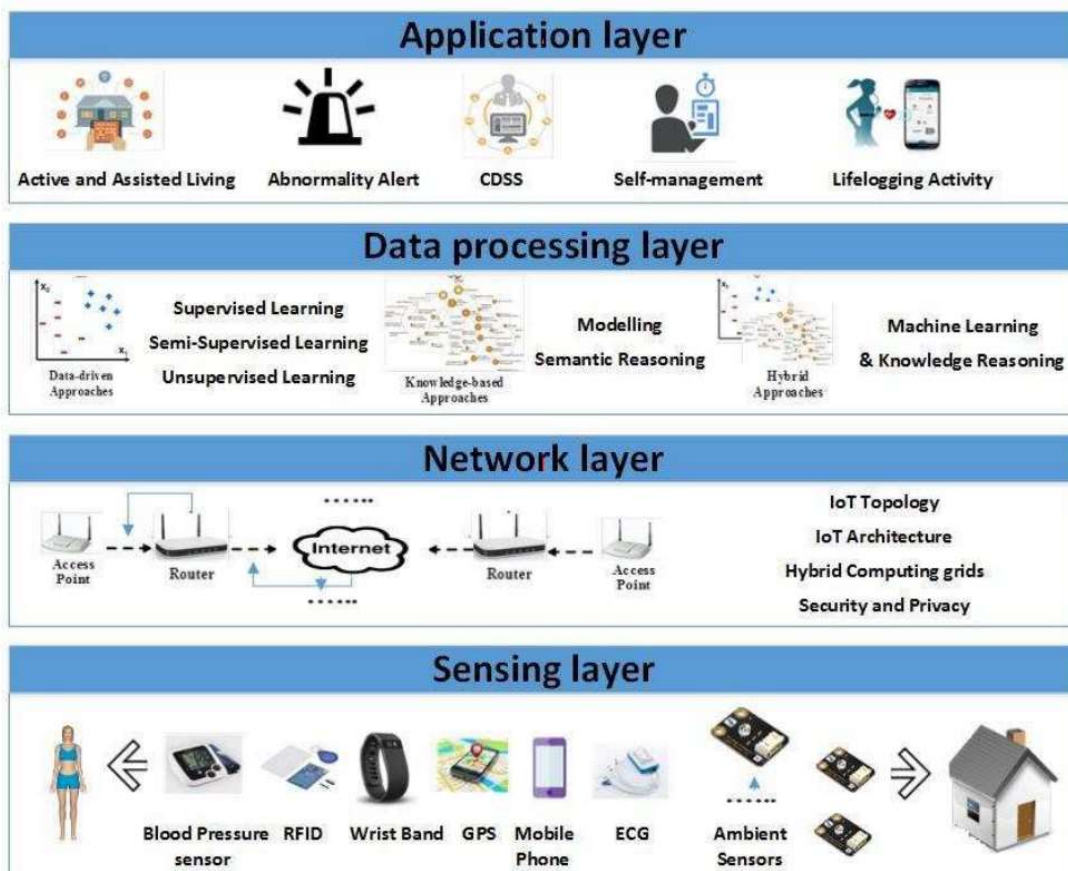 Application layer
Active and Assisted Living
Abnormality Alert
CDSS
Self-management
Lifelogging Activity
Data processing layer
X₂
X₁
Data-driven
Approaches
Supervised Learning
Semi-Supervised Learning
Unsupervised Learning
Knowledge-based
Approaches
Modelling
Semantic Reasoning
Hybrid
Approaches
Machine Learning
& Knowledge Reasoning
Network layer
Access
Point
Router
......
Internet
......
Router
Access
Point
IoT Topology
IoT Architecture
Hybrid Computing grids
Security and Privacy
Sensing layer
Blood Pressure
sensor
RFID
Wrist Band
GPS
Mobile
Phone
ECG
......
Ambient
Sensors